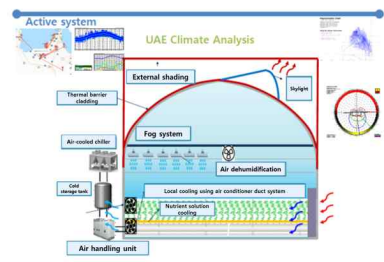 Active system
UAE Climate Analysis
External shading
Skylight
Thermal barrier
cladding
Fog system
Air-cooled chiller
Air dehumidification
Cold
storage tank
Local cooling using air conditioner duct system
Nutrient solution
cooling
Air handling unit